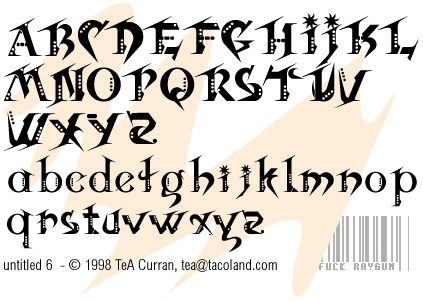 ABCDEFGHIJKL
MNOPQRSTUV
WXYZ
abcdefghijklmnop
qrstuvwxyz
untitled 6 - © 1998 TeA Curran, tea@tacoland.com
FUCK RAYGUN